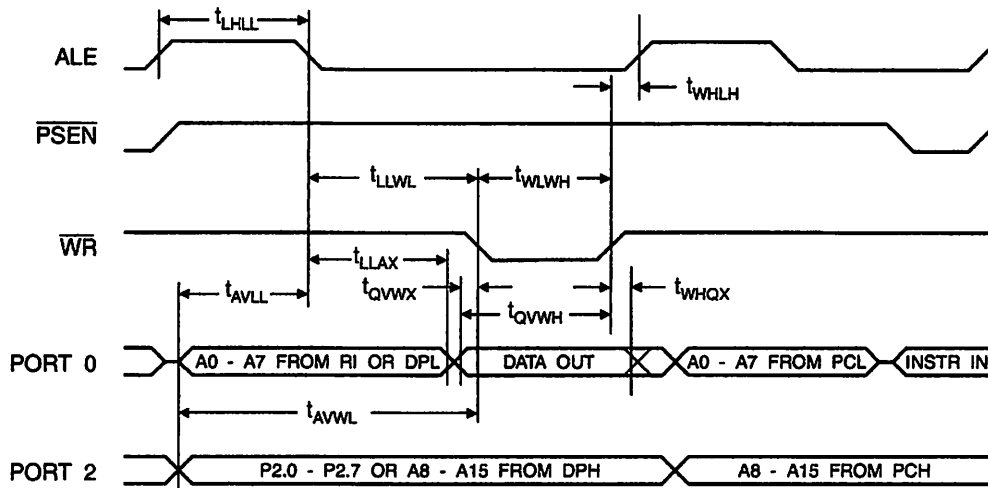 tLHLL
ALE
tWHLH
PSEN
tLLWL
tWLWH
WR
tLLAX
tQVWX
tWHQX
tAVLL
tQVWH
PORT 0
A0 - A7 FROM RI OR DPL
DATA OUT
A0 - A7 FROM PCL
INSTR IN
tAVWL
PORT 2
P2.0 - P2.7 OR A8 - A15 FROM DPH
A8 - A15 FROM PCH